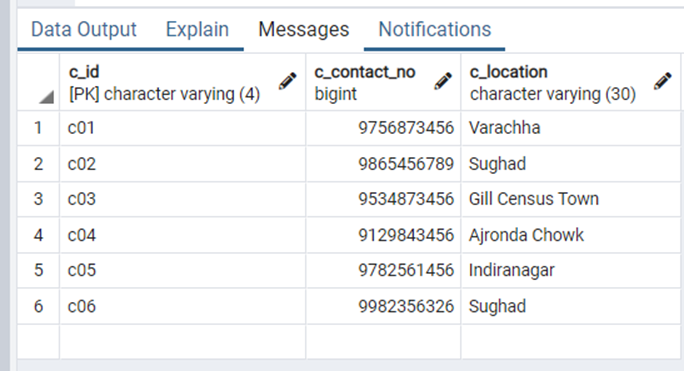 Data Output Explain Messages Notifications
c_id c_contact_no c_location
[PK] character varying (4) bigint character varying (30)
1 c01 9756873456 Varachha
2 c02 9865456789 Sughad
3 c03 9534873456 Gill Census Town
4 c04 9129843456 Ajronda Chowk
5 c05 9782561456 Indiranagar
6 c06 9982356326 Sughad